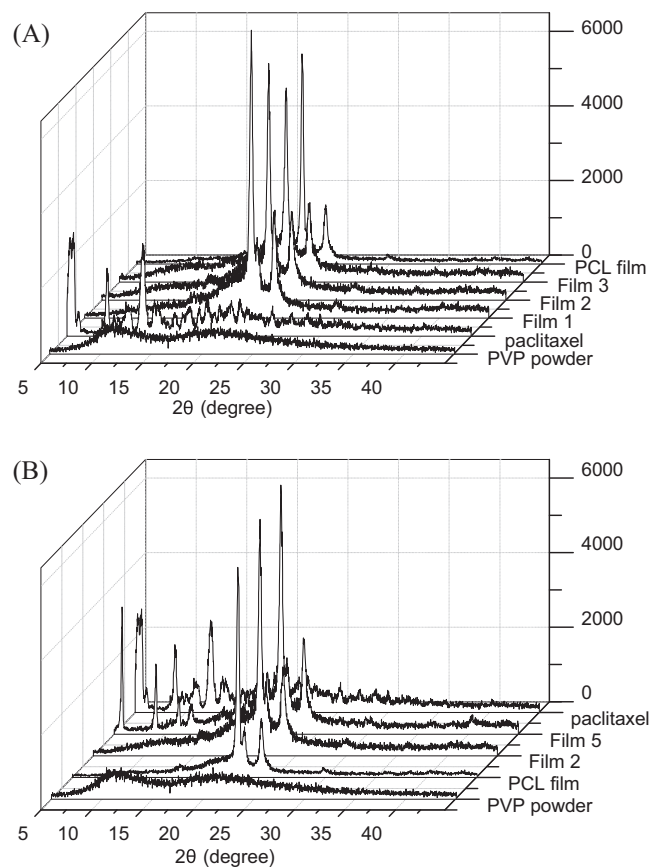 (A)
6000
4000
2000
0
PCL film
Film 3
Film 2
Film 1
paclitaxel
PVP powder
5 10 15 20 25 30 35 40
2θ (degree)
(B)
6000
4000
2000
0
paclitaxel
Film 5
Film 2
PCL film
PVP powder
5 10 15 20 25 30 35 40
2θ (degree)